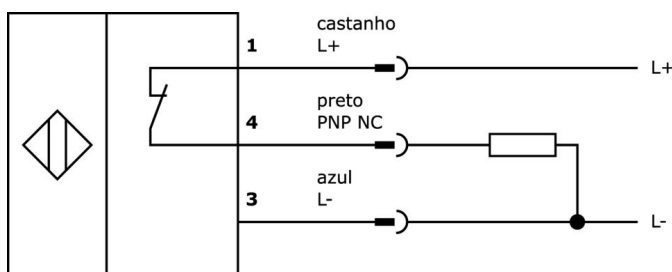 castanho
1 L+
L+
preto
4 PNP NC
azul
3 L-
L-